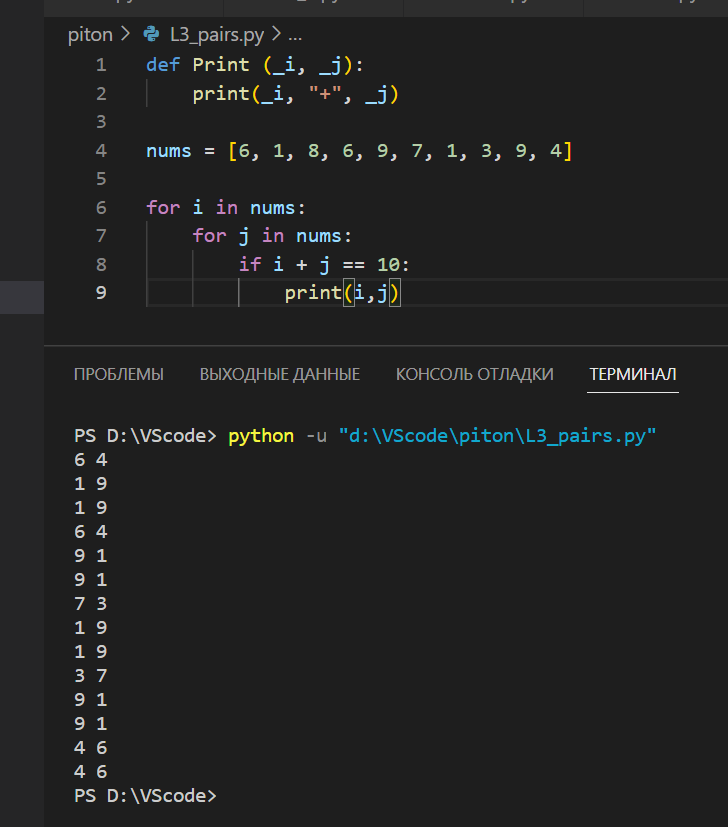 piton > L3_pairs.py > ...
1 def Print (_i, _j):
2 print(_i, "+", _j)
3
4 nums = [6, 1, 8, 6, 9, 7, 1, 3, 9, 4]
5
6 for i in nums:
7 for j in nums:
8 if i + j == 10:
9 print(i,j)
ПРОБЛЕМЫ ВЫХОДНЫЕ ДАННЫЕ КОНСОЛЬ ОТЛАДКИ ТЕРМИНАЛ
PS D:\VScode> python -u "d:\VScode\piton\L3_pairs.py"
6 4
1 9
1 9
6 4
9 1
9 1
7 3
1 9
1 9
3 7
9 1
9 1
4 6
4 6
PS D:\VScode>